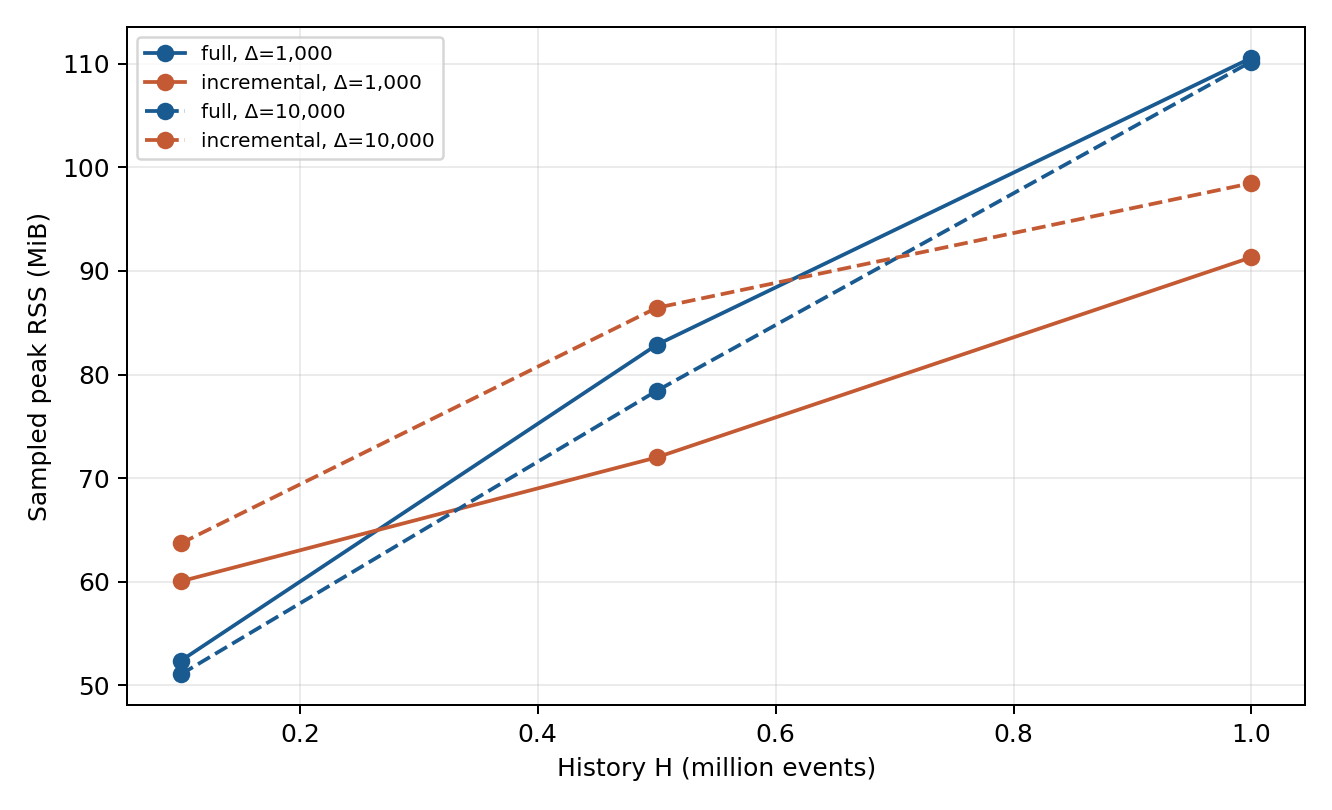 full, Δ=1,000
incremental, Δ=1,000
full, Δ=10,000
incremental, Δ=10,000
110
100
90
80
70
60
50
Sampled peak RSS (MiB)
0.2 0.4 0.6 0.8 1.0
History H (million events)